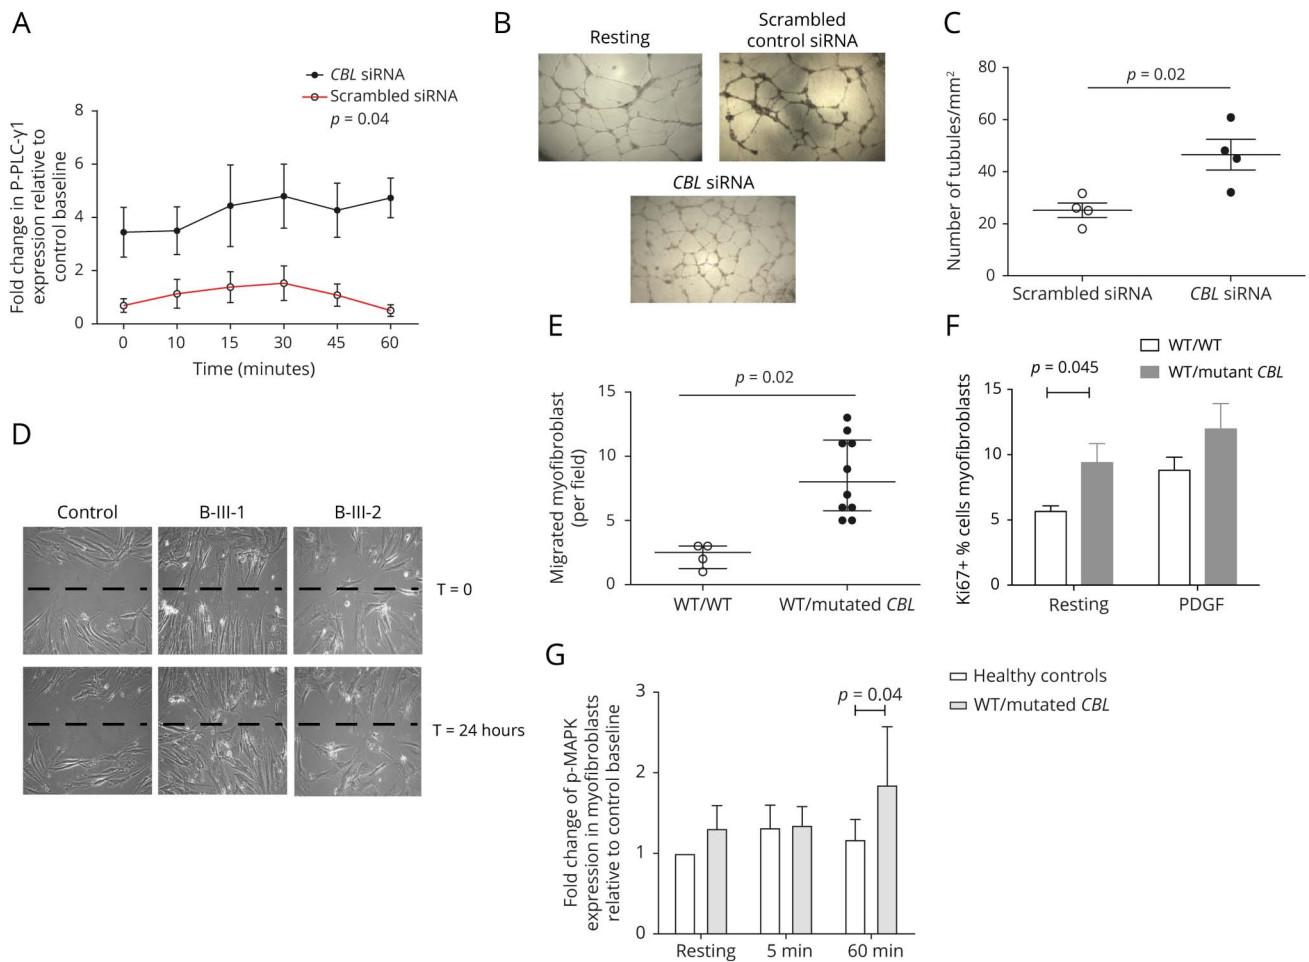 A
CBL siRNA
Scrambled siRNA
p = 0.04
Fold change in P-PLC-γ1
expression relative to
control baseline
8
6
4
2
0
0 10 15 30 45 60
Time (minutes)
B
Resting
Scrambled
control siRNA
CBL siRNA
C
p = 0.02
Number of tubules/mm²
80
60
40
20
0
Scrambled siRNA CBL siRNA
D
Control B-III-1 B-III-2
T = 0
T = 24 hours
E
p = 0.02
Migrated myofibroblast
(per field)
15
10
5
0
WT/WT WT/mutated CBL
F
WT/WT
WT/mutant CBL
p = 0.045
Ki67+ % cells myofibroblasts
15
10
5
0
Resting PDGF
G
Healthy controls
WT/mutated CBL
p = 0.04
Fold change of p-MAPK
expression in myofibroblasts
relative to control baseline
3
2
1
0
Resting 5 min 60 min